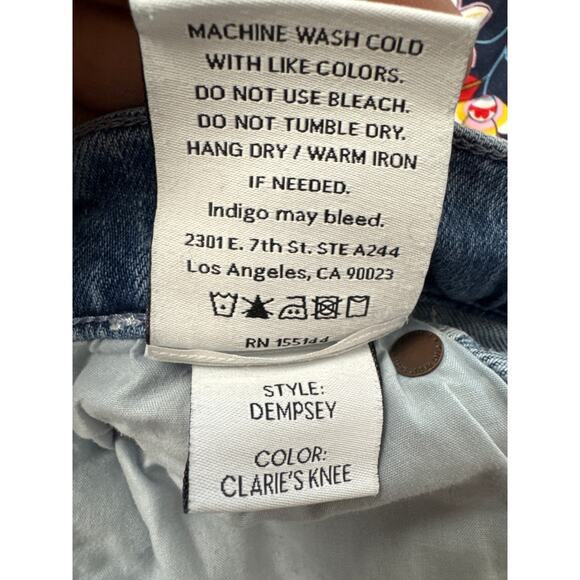 MACHINE WASH COLD
WITH LIKE COLORS.
DO NOT USE BLEACH.
DO NOT TUMBLE DRY.
HANG DRY / WARM IRON
IF NEEDED.
Indigo may bleed.
2301 E. 7th St. STE A244
Los Angeles, CA 90023
RN 155144
STYLE:
DEMPSEY
COLOR:
CLARIE'S KNEE